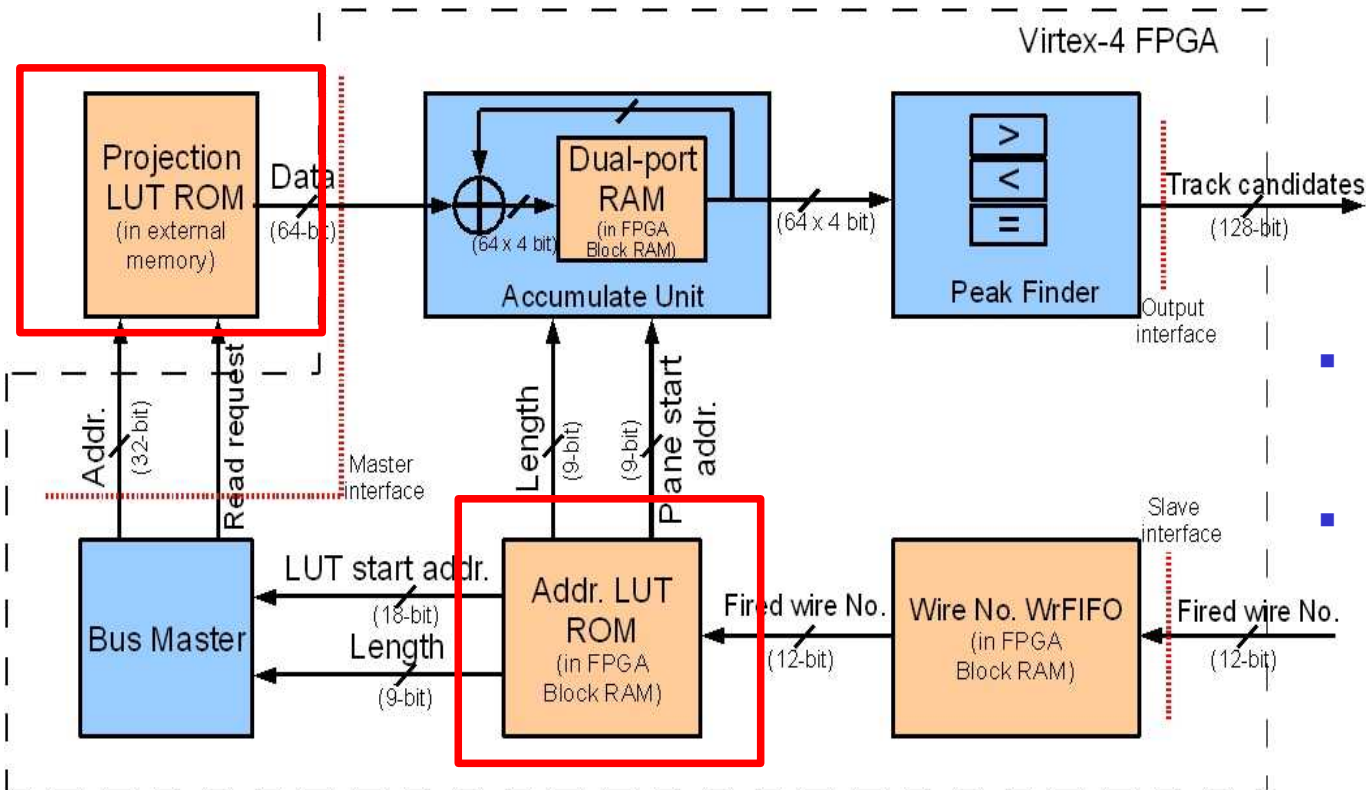 Virtex-4 FPGA
Projection
LUT ROM
(in external
memory)
Data
(64-bit)
(64 x 4 bit)
Dual-port
RAM
(in FPGA
Block RAM)
Accumulate Unit
(64 x 4 bit)
>
<
=
Peak Finder
Track candidates
(128-bit)
Output
interface
Addr.
(32-bit)
Read request
Master
interface
Length
(9-bit)
(9-bit)
Plane start
addr.
Slave
interface
Bus Master
LUT start addr.
(18-bit)
Length
(9-bit)
Addr. LUT
ROM
(in FPGA
Block RAM)
Fired wire No.
(12-bit)
Wire No. WrFIFO
(in FPGA
Block RAM)
Fired wire No.
(12-bit)